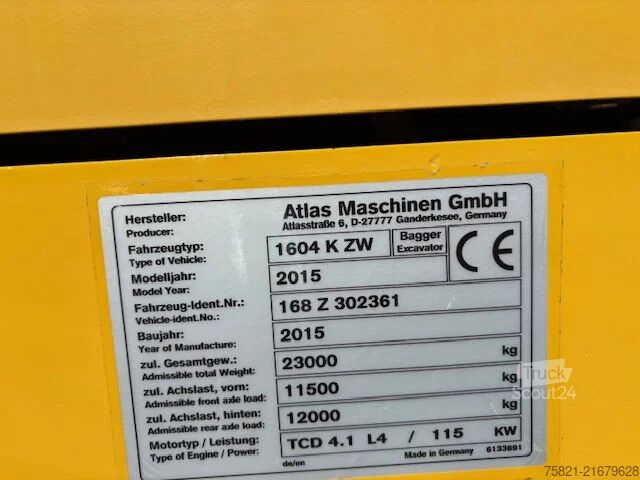 Hersteller:
Producer:
Atlas Maschinen GmbH
Atlasstraße 6, D-27777 Ganderkesee, Germany
Fahrzeugtyp:
Type of Vehicle:
1604 K ZW
Bagger
Excavator
CE
Modelljahr:
Model Year:
2015
Fahrzeug-Ident.Nr.:
Vehicle-ident.No.:
168 Z 302361
Baujahr:
Year of Manufacture:
2015
zul. Gesamtgew.:
Admissible total Weight:
23000 kg
zul. Achslast, vorn:
Admissible front axle load:
11500 kg
zul. Achslast, hinten:
Admissible rear axle load:
12000 kg
Motortyp / Leistung:
Type of Engine / Power:
TCD 4.1 L4 / 115 KW
de/en
Made in Germany
6133691
Truck
Scout24
75821-21679628